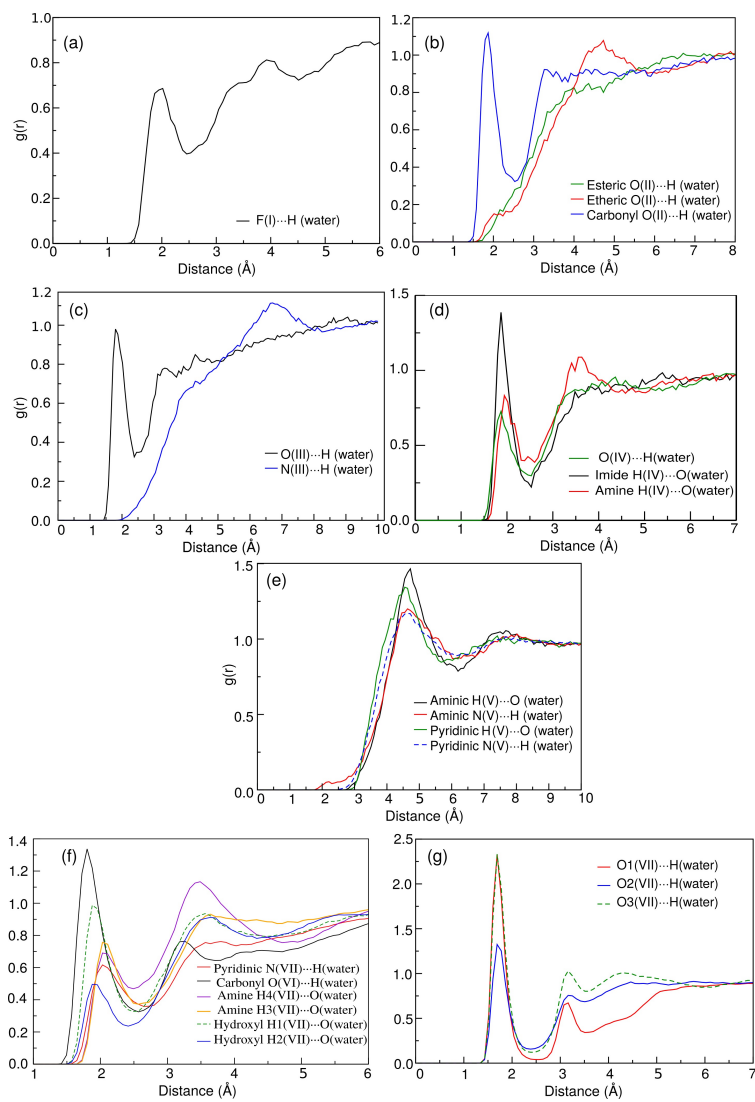 (a)
g(r)
1.0
0.8
0.6
0.4
0.2
0.0
F(I)···H (water)
0 1 2 3 4 5 6
Distance (Å)
(b)
1.2
1.0
0.8
0.6
0.4
0.2
0.0
Esteric O(II)···H (water)
Etheric O(II)···H (water)
Carbonyl O(II)···H (water)
0 1 2 3 4 5 6 7 8
Distance (Å)
(c)
g(r)
1.2
1.0
0.8
0.6
0.4
0.2
0.0
O(III)···H (water)
N(III)···H (water)
0 1 2 3 4 5 6 7 8 9 10
Distance (Å)
(d)
1.5
1.0
0.5
0.0
O(IV)···H(water)
Imide H(IV)···O(water)
Amine H(IV)···O(water)
0 1 2 3 4 5 6 7
Distance (Å)
(e)
g(r)
1.5
1.0
1.5
0.0
Aminic H(V)···O (water)
Aminic N(V)···H (water)
Pyridinic H(V)···O (water)
Pyridinic N(V)···H (water)
0 1 2 3 4 5 6 7 8 9 10
Distance (Å)
(f)
1.4
1.2
1.0
0.8
0.6
0.4
0.2
0
Pyridinic N(VII)···H(water)
Carbonyl O(VI)···H(water)
Amine H4(VII)···O(water)
Amine H3(VII)···O(water)
Hydroxyl H1(VII)···O(water)
Hydroxyl H2(VII)···O(water)
1 2 3 4 5 6
Distance (Å)
(g)
2.5
2.0
1.5
1.0
0.5
0.0
O1(VII)···H(water)
O2(VII)···H(water)
O3(VII)···H(water)
0 1 2 3 4 5 6 7
Distance (Å)